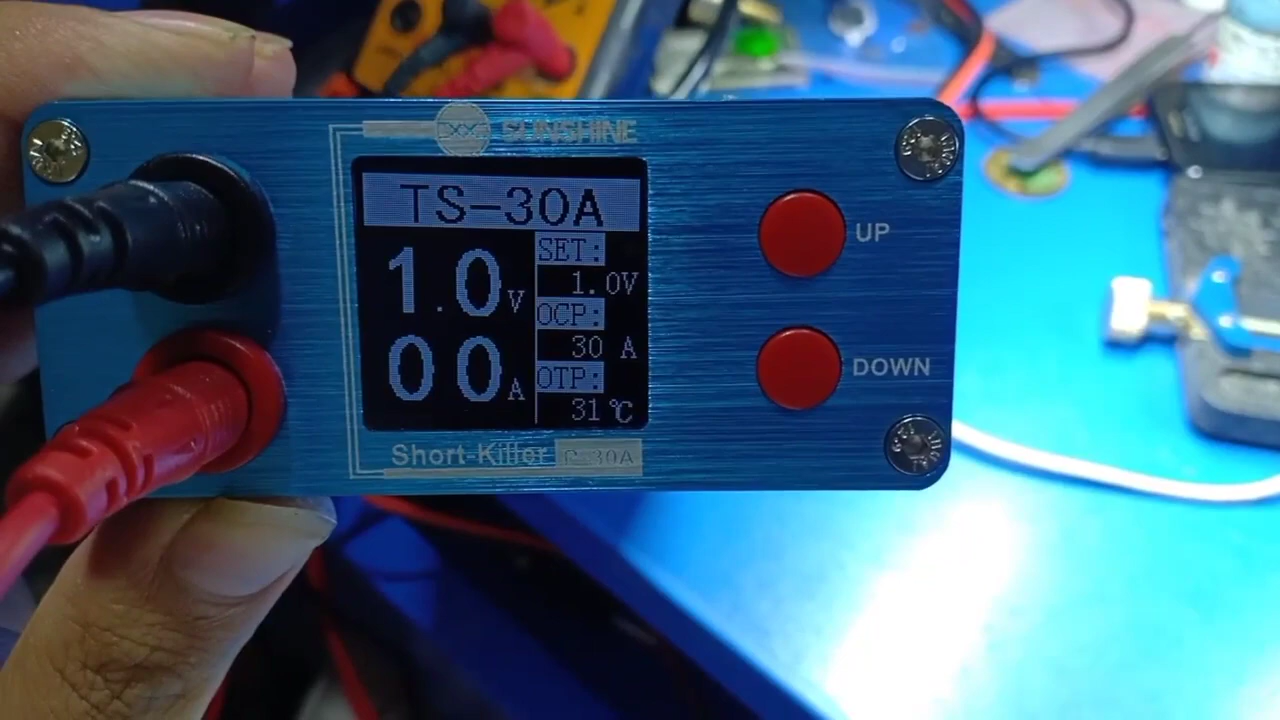 SUNSHINE
TS-30A
1.0V
00A
SET:
1.0V
OCP:
30 A
OTP:
31℃
UP
DOWN
Short-Killer